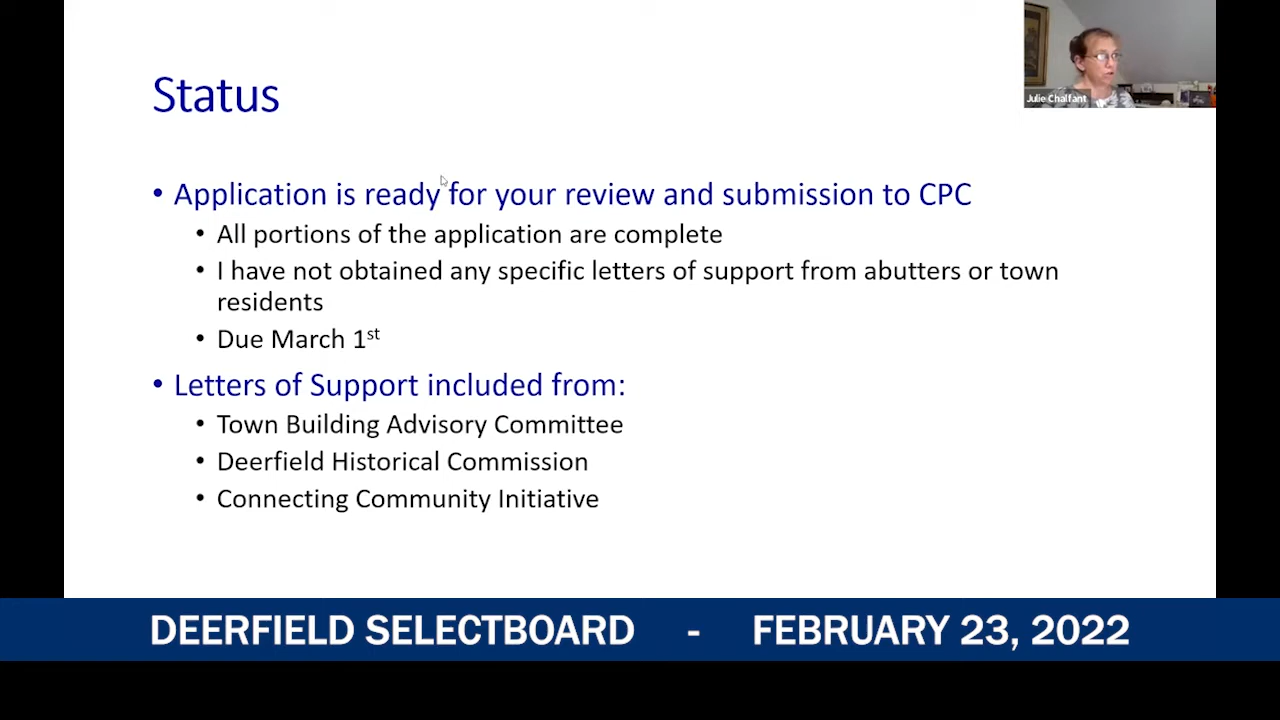 Julie Chalfant
Status
• Application is ready for your review and submission to CPC
• All portions of the application are complete
• I have not obtained any specific letters of support from abutters or town
residents
• Due March 1st
• Letters of Support included from:
• Town Building Advisory Committee
• Deerfield Historical Commission
• Connecting Community Initiative
DEERFIELD SELECTBOARD - FEBRUARY 23, 2022